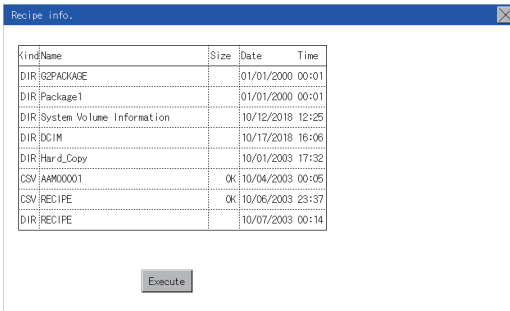 Recipe info.
Kind Name Size Date Time
DIR G2PACKAGE 01/01/2000 00:01
DIR Package1 01/01/2000 00:01
DIR System Volume Information 10/12/2018 12:25
DIR DCIM 10/17/2018 16:06
DIR Hard_Copy 10/01/2003 17:32
CSV AAM00001 0K 10/04/2003 00:05
CSV RECIPE 0K 10/06/2003 23:37
DIR RECIPE 10/07/2003 00:14
Execute